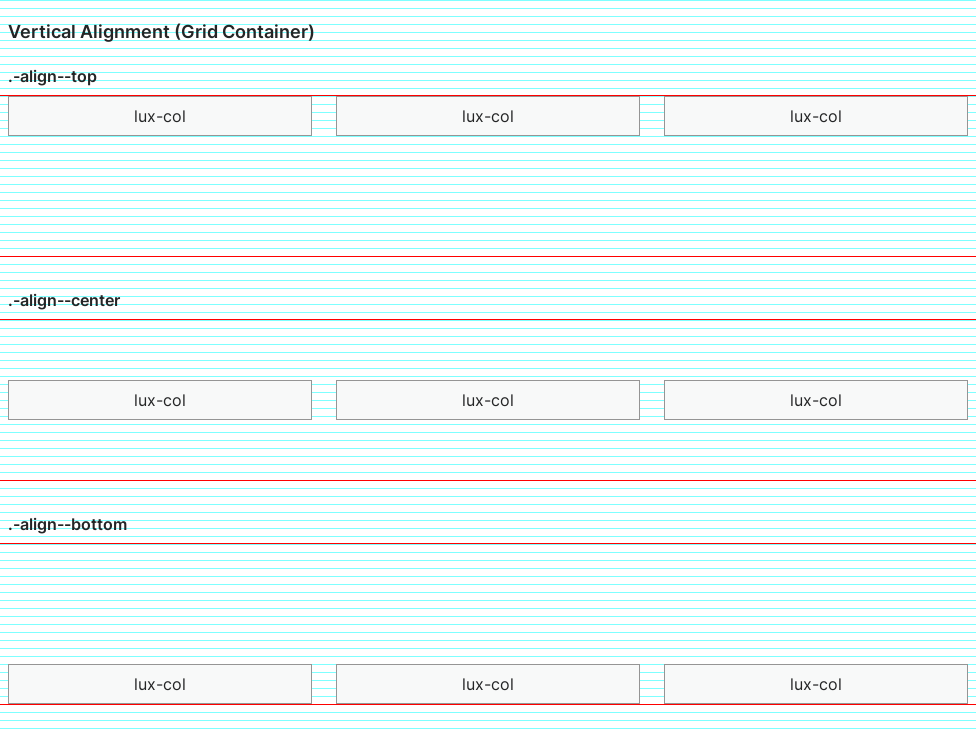 Vertical Alignment (Grid Container)
.-align--top
lux-col lux-col lux-col
.-align--center
lux-col lux-col lux-col
.-align--bottom
lux-col lux-col lux-col